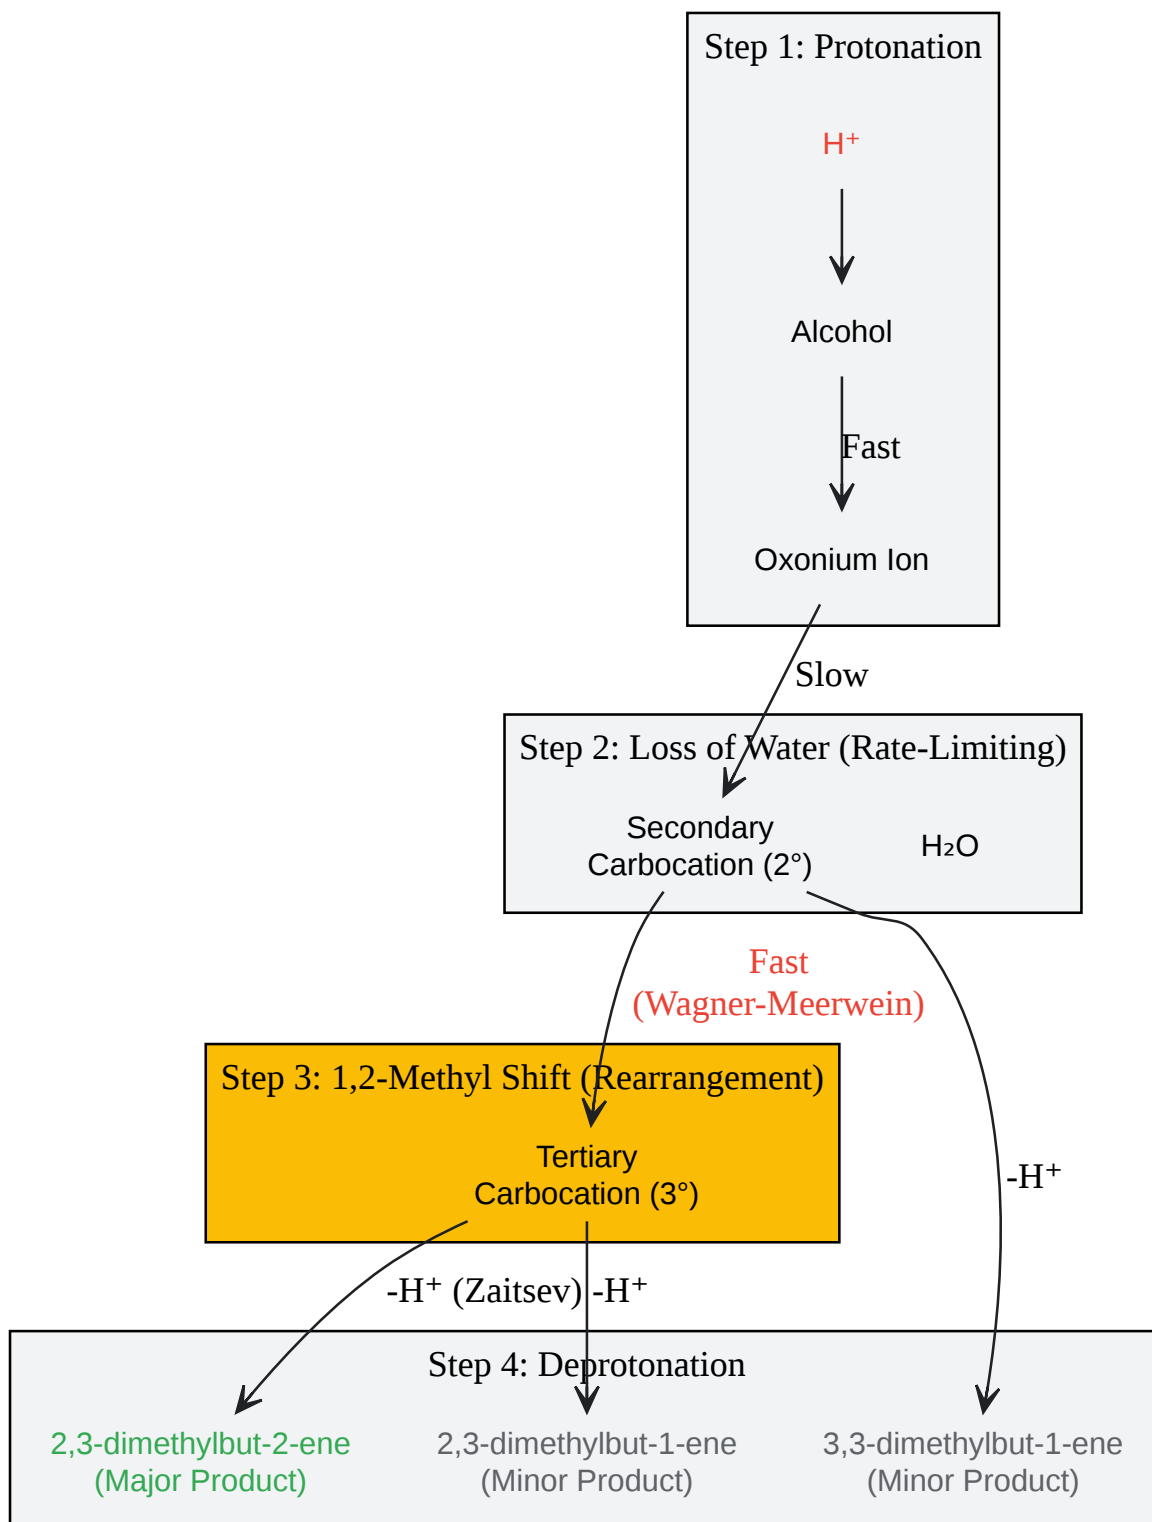 Step 1: Protonation
H⁺
Alcohol
Fast
Oxonium Ion
Slow
Step 2: Loss of Water (Rate-Limiting)
Secondary
Carbocation (2°)
H₂O
Fast
(Wagner-Meerwein)
Step 3: 1,2-Methyl Shift (Rearrangement)
Tertiary
Carbocation (3°)
-H⁺
-H⁺ (Zaitsev)
-H⁺
Step 4: Deprotonation
2,3-dimethylbut-2-ene
(Major Product)
2,3-dimethylbut-1-ene
(Minor Product)
3,3-dimethylbut-1-ene
(Minor Product)